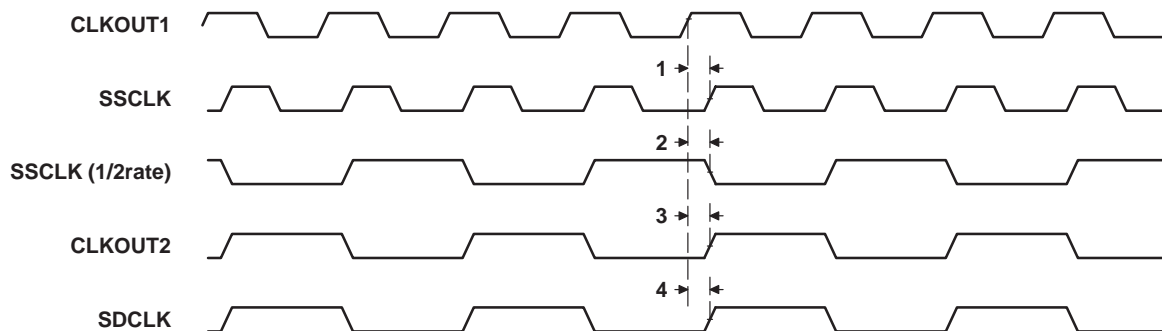 CLKOUT1
1
SSCLK
2
SSCLK (1/2rate)
3
CLKOUT2
4
SDCLK